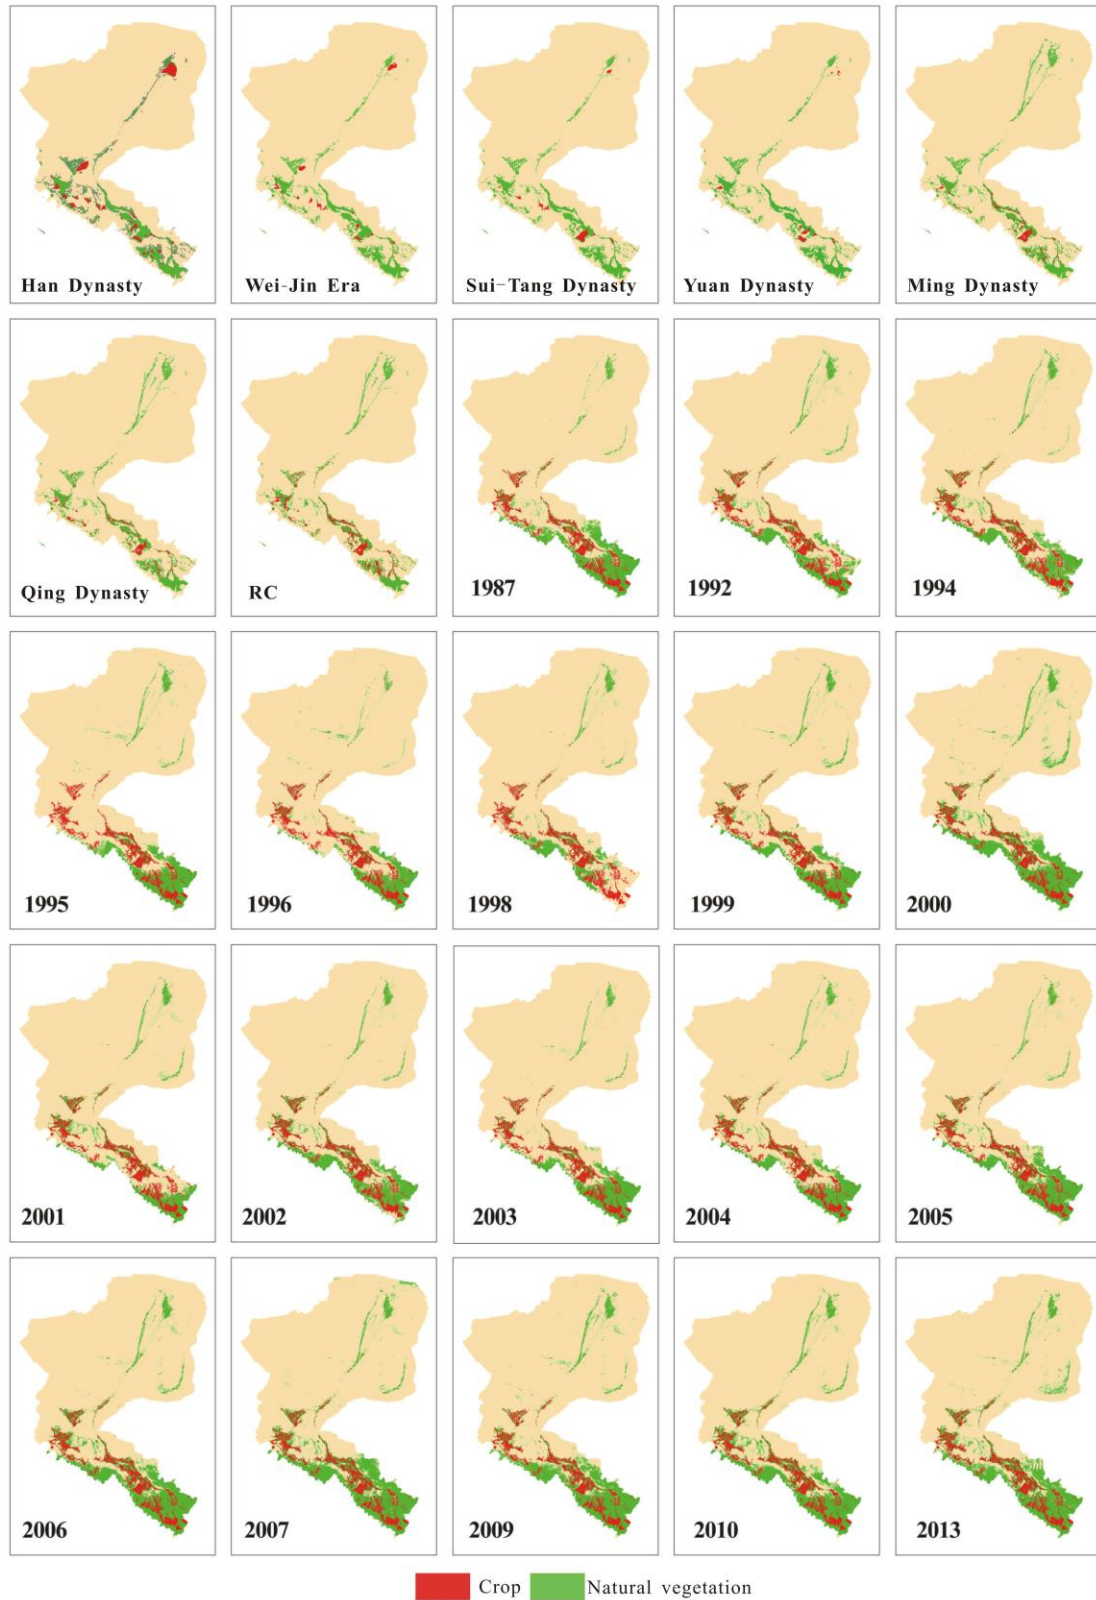 Han Dynasty
Wei-Jin Era
Sui-Tang Dynasty
Yuan Dynasty
Ming Dynasty
Qing Dynasty
RC
1987
1992
1994
1995
1996
1998
1999
2000
2001
2002
2003
2004
2005
2006
2007
2009
2010
2013
Crop
Natural vegetation